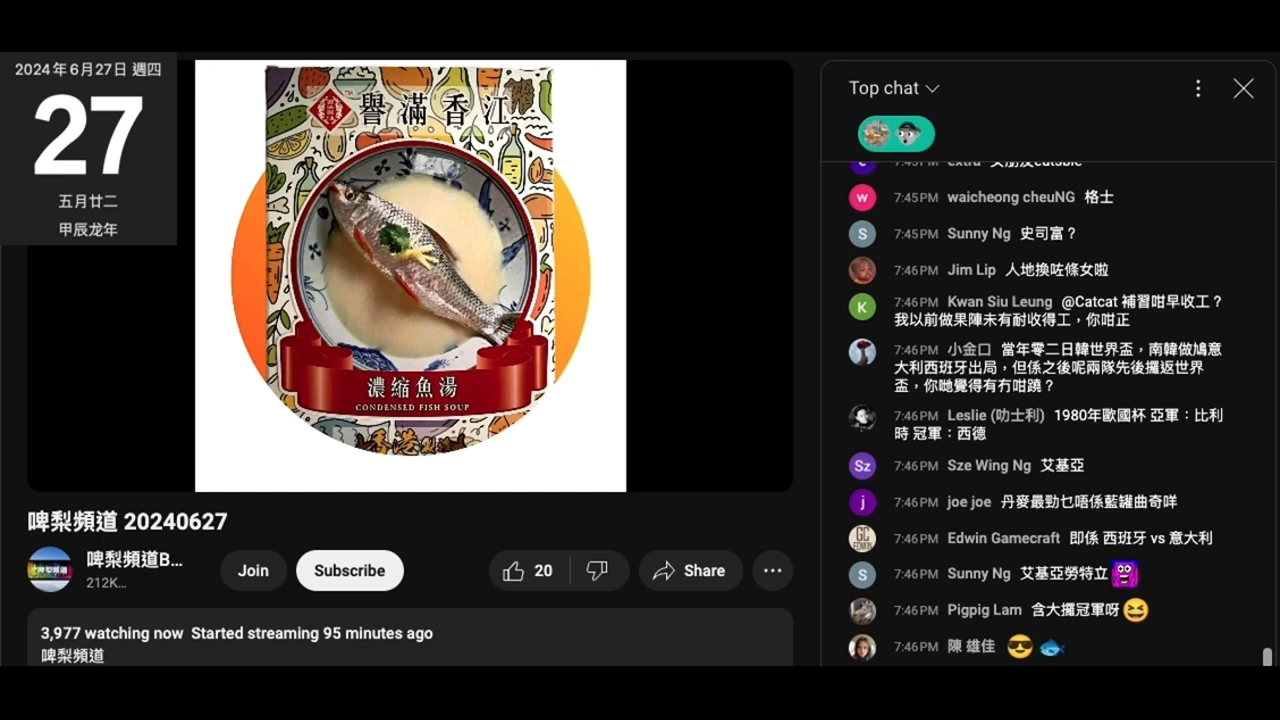 2024年6月27日 週四
27
五月廿二
甲辰龙年
譽滿香江
濃縮魚湯
CONDENSED FISH SOUP
香港
啤梨頻道 20240627
啤梨頻道B...
212K...
Join
Subscribe
20
Share
3,977 watching now Started streaming 95 minutes ago
啤梨頻道
Top chat
7:45PM waicheong cheuNG 格士
7:45PM Sunny Ng 史司富？
7:46PM Jim Lip 人地換咗條女啦
7:46PM Kwan Siu Leung @Catcat 補習咁早收工？
我以前做果陣未有耐收得工，你咁正
7:46PM 小金口 當年零二日韓世界盃，南韓做鳩意
大利西班牙出局，但係之後呢兩隊先後攞返世界
盃，你哋覺得有冇咁蹺？
7:46PM Leslie (叻士利) 1980年歐國杯 亞軍：比利
時 冠軍：西德
Sz
7:46PM Sze Wing Ng 艾基亞
j
7:46PM joe joe 丹麥最勁乜唔係藍罐曲奇咩
7:46PM Edwin Gamecraft 即係 西班牙 vs 意大利
S
7:46PM Sunny Ng 艾基亞勞特立
7:46PM Pigpig Lam 含大攞冠軍呀
7:46PM 陳 雄佳